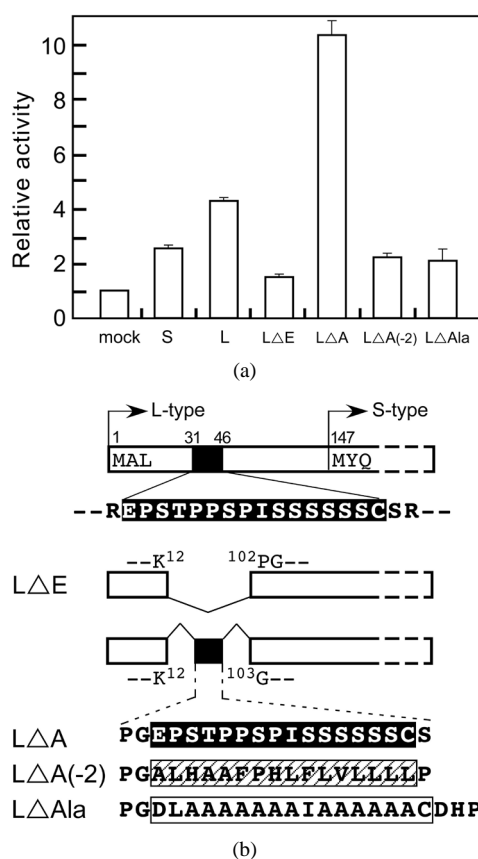 Relative activity
10
8
6
4
2
0
mock S L L△E L△A L△A(-2) L△Ala
(a)
L-type S-type
1 31 46 147
MAL MYQ
--REPSTPPSPISSSSSSCSR--
--K12 102PG--
L△E
--K12 103G--
L△A PGEPSTPPSPISSSSSSCS
L△A(-2) PGALHAAFPHLFLVLLLLP
L△Ala PGDLAAAAAAAIAAAAAACDHP
(b)